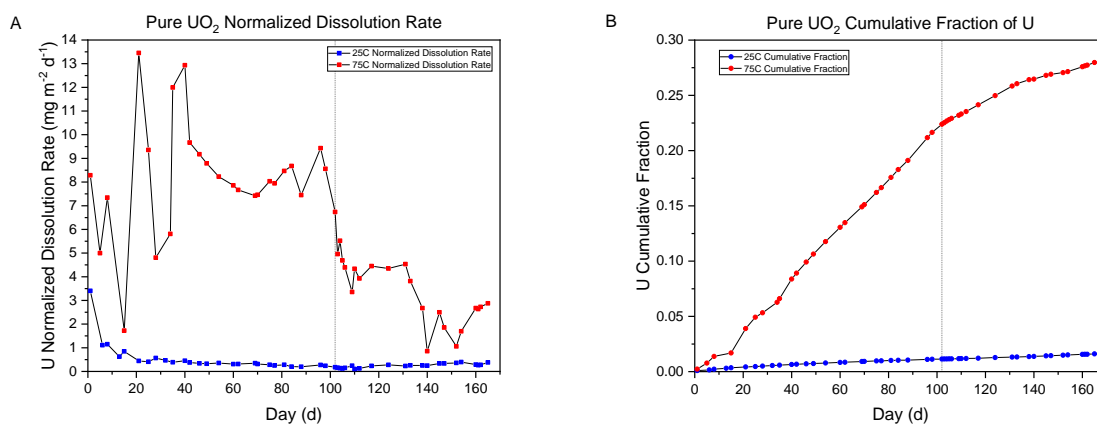 A
Pure UO₂ Normalized Dissolution Rate
25C Normalized Dissolution Rate
75C Normalized Dissolution Rate
U Normalized Dissolution Rate (mg m⁻² d⁻¹)
14
13
12
11
10
9
8
7
6
5
4
3
2
1
0
0 20 40 60 80 100 120 140 160
Day (d)
B
Pure UO₂ Cumulative Fraction of U
25C Cumulative Fraction
75C Cumulative Fraction
U Cumulative Fraction
0.30
0.25
0.20
0.15
0.10
0.05
0.00
0 20 40 60 80 100 120 140 160
Day (d)